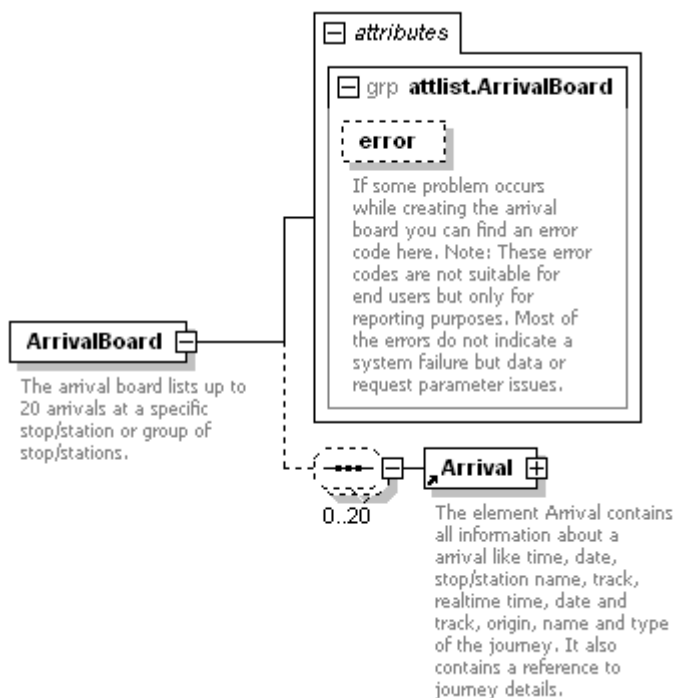 attributes
grp attlist.ArrivalBoard
error
If some problem occurs
while creating the arrival
board you can find an error
code here. Note: These error
codes are not suitable for
end users but only for
reporting purposes. Most of
the errors do not indicate a
system failure but data or
request parameter issues.
ArrivalBoard
The arrival board lists up to
20 arrivals at a specific
stop/station or group of
stop/stations.
Arrival
0..20
The element Arrival contains
all information about a
arrival like time, date,
stop/station name, track,
realtime time, date and
track, origin, name and type
of the journey. It also
contains a reference to
journey details.